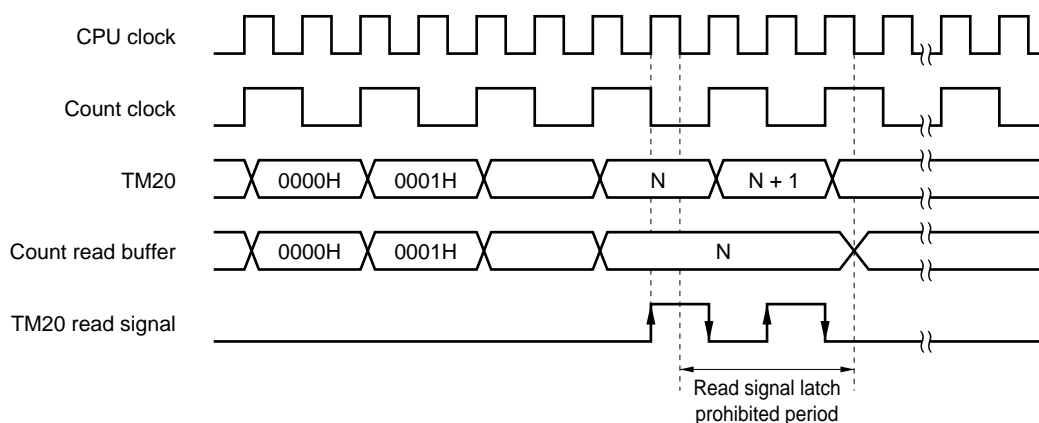 CPU clock
Count clock
TM20 0000H 0001H N N + 1
Count read buffer 0000H 0001H N
TM20 read signal
Read signal latch
prohibited period